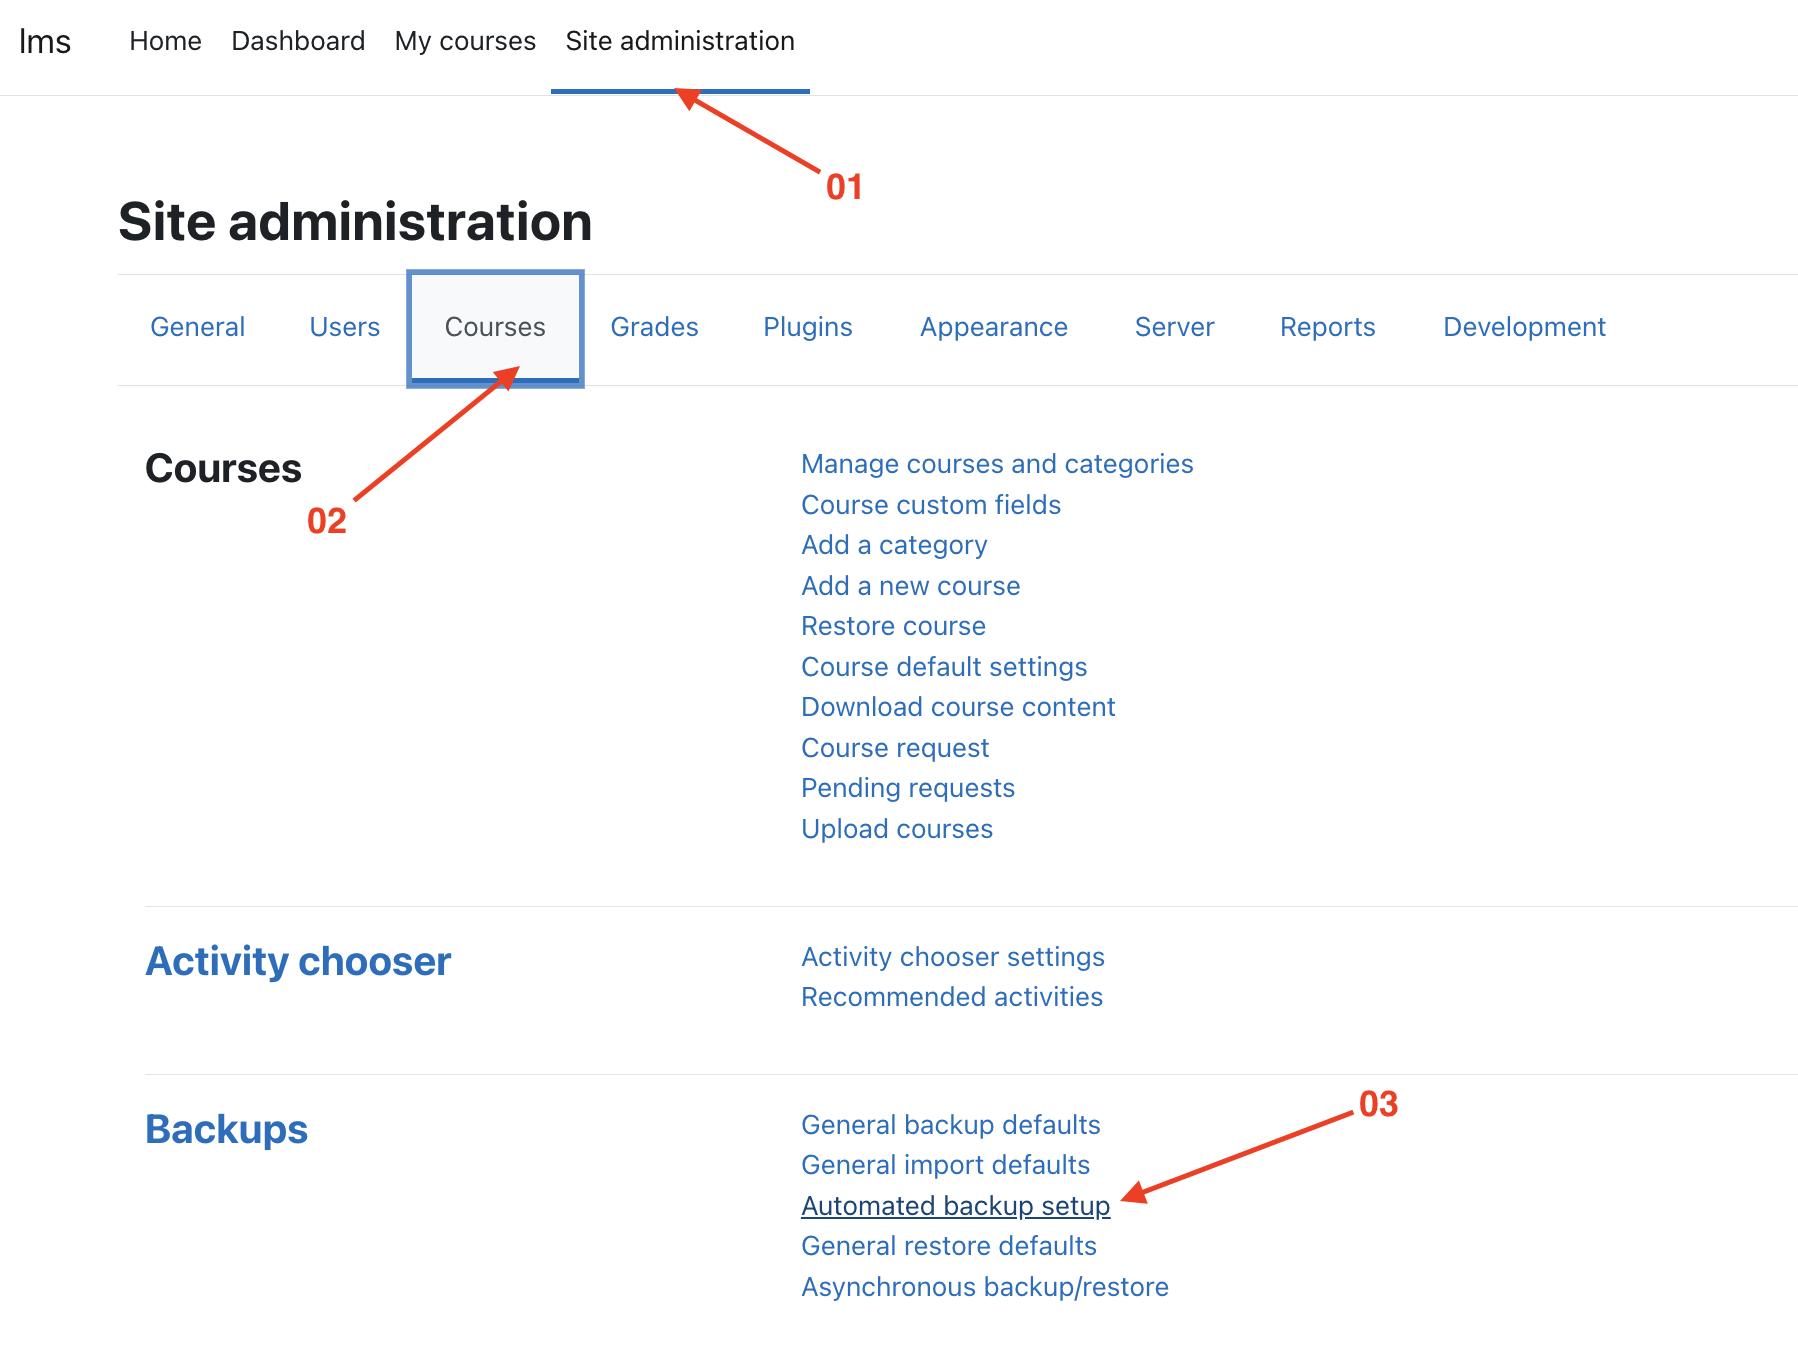 lms Home Dashboard My courses Site administration
01
Site administration
General Users Courses Grades Plugins Appearance Server Reports Development
Courses
02
Manage courses and categories
Course custom fields
Add a category
Add a new course
Restore course
Course default settings
Download course content
Course request
Pending requests
Upload courses
Activity chooser
Activity chooser settings
Recommended activities
Backups
03
General backup defaults
General import defaults
Automated backup setup
General restore defaults
Asynchronous backup/restore